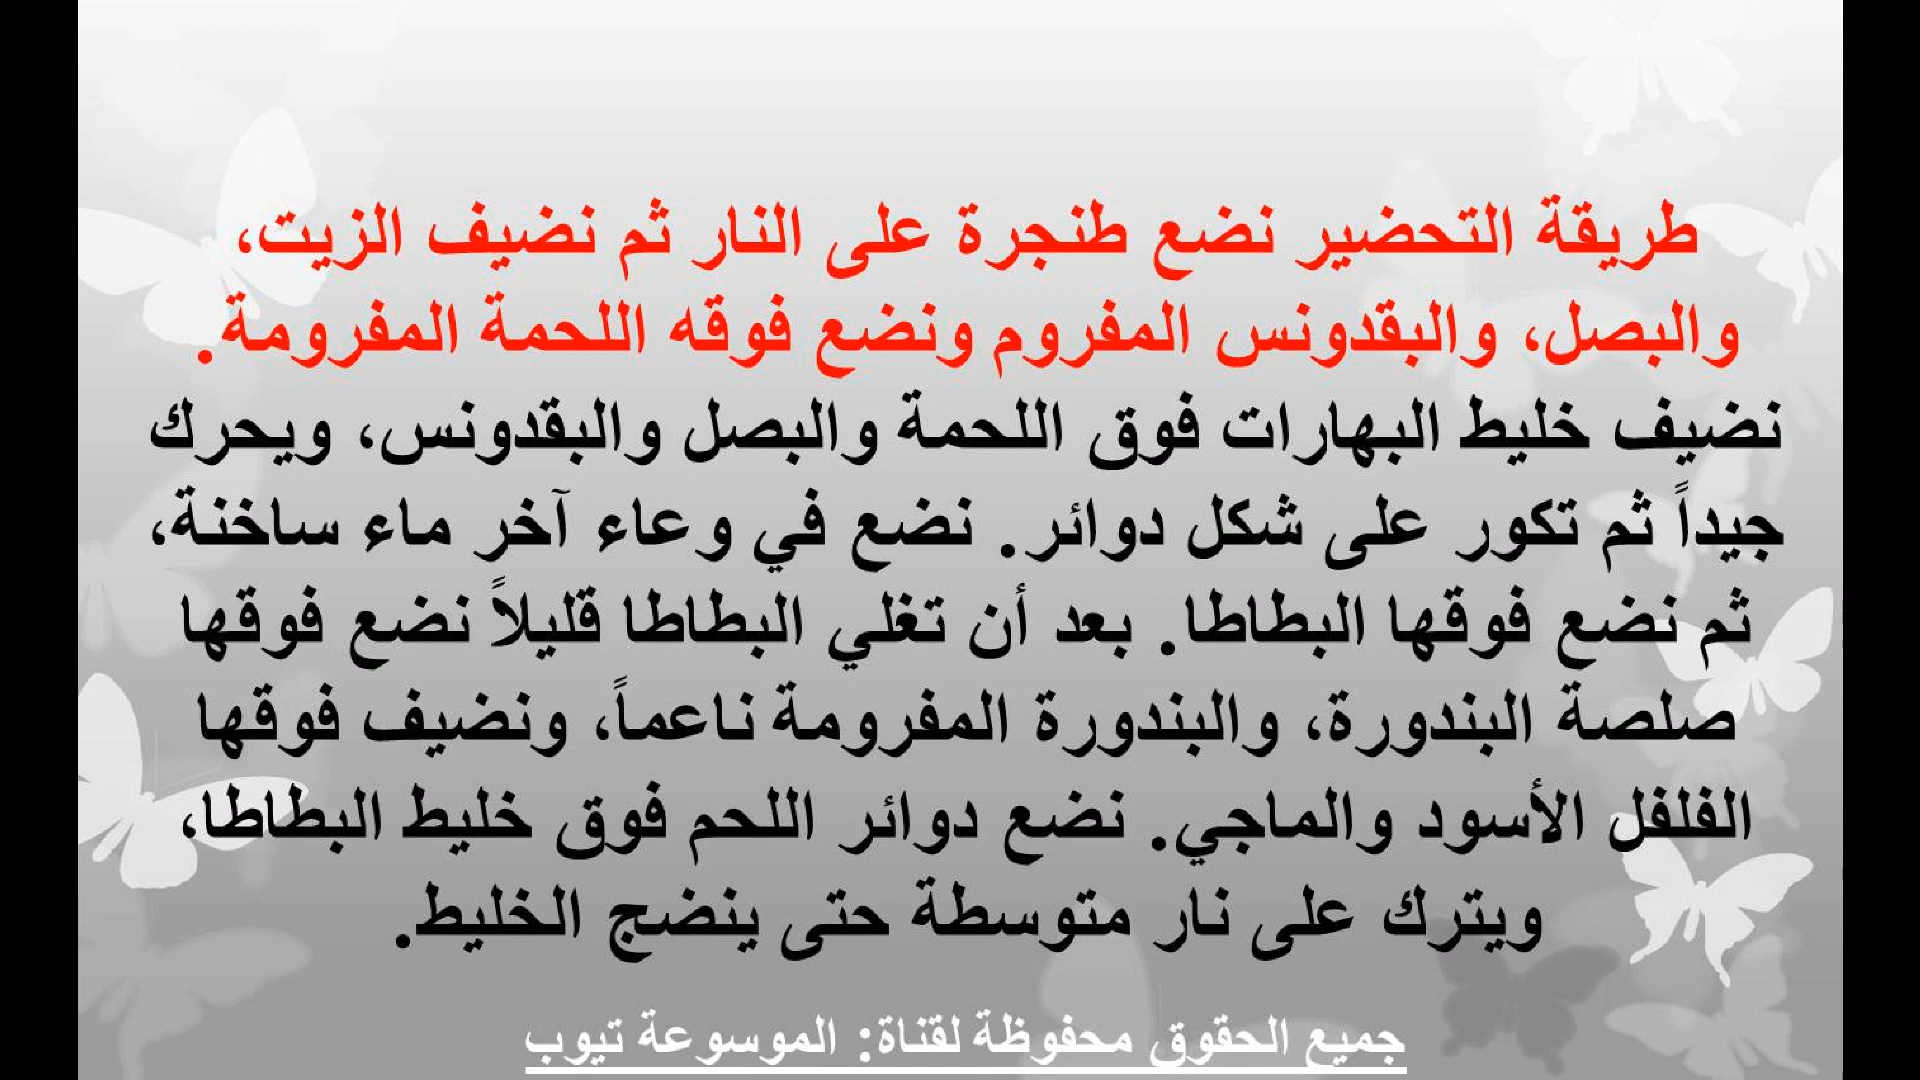 طريقة التحضير نضع طنجرة على النار ثم نضيف الزيت،
والبصل، والبقدونس المفروم ونضع فوقه اللحمة المفرومة.
نضيف خليط البهارات فوق اللحمة والبصل والبقدونس، ويحرك
جيداً ثم تكور على شكل دوائر. نضع في وعاء آخر ماء ساخنة،
ثم نضع فوقها البطاطا. بعد أن تغلي البطاطا قليلاً نضع فوقها
صلصة البندورة، والبندورة المفرومة ناعماً، ونضيف فوقها
الفلفل الأسود والماجي. نضع دوائر اللحم فوق خليط البطاطا،
ويترك على نار متوسطة حتى ينضج الخليط.
جميع الحقوق محفوظة لقناة: الموسوعة تيوب